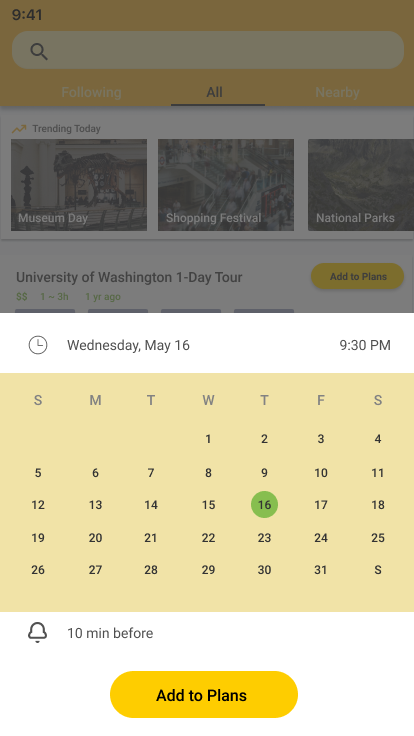 9:41
Following All Nearby
Trending Today
Museum Day Shopping Festival National Parks
University of Washington 1-Day Tour Add to Plans
$$ 1 ~ 3h 1 yr ago
Wednesday, May 16 9:30 PM
S M T W T F S
1 2 3 4
5 6 7 8 9 10 11
12 13 14 15 16 17 18
19 20 21 22 23 24 25
26 27 28 29 30 31 S
10 min before
Add to Plans